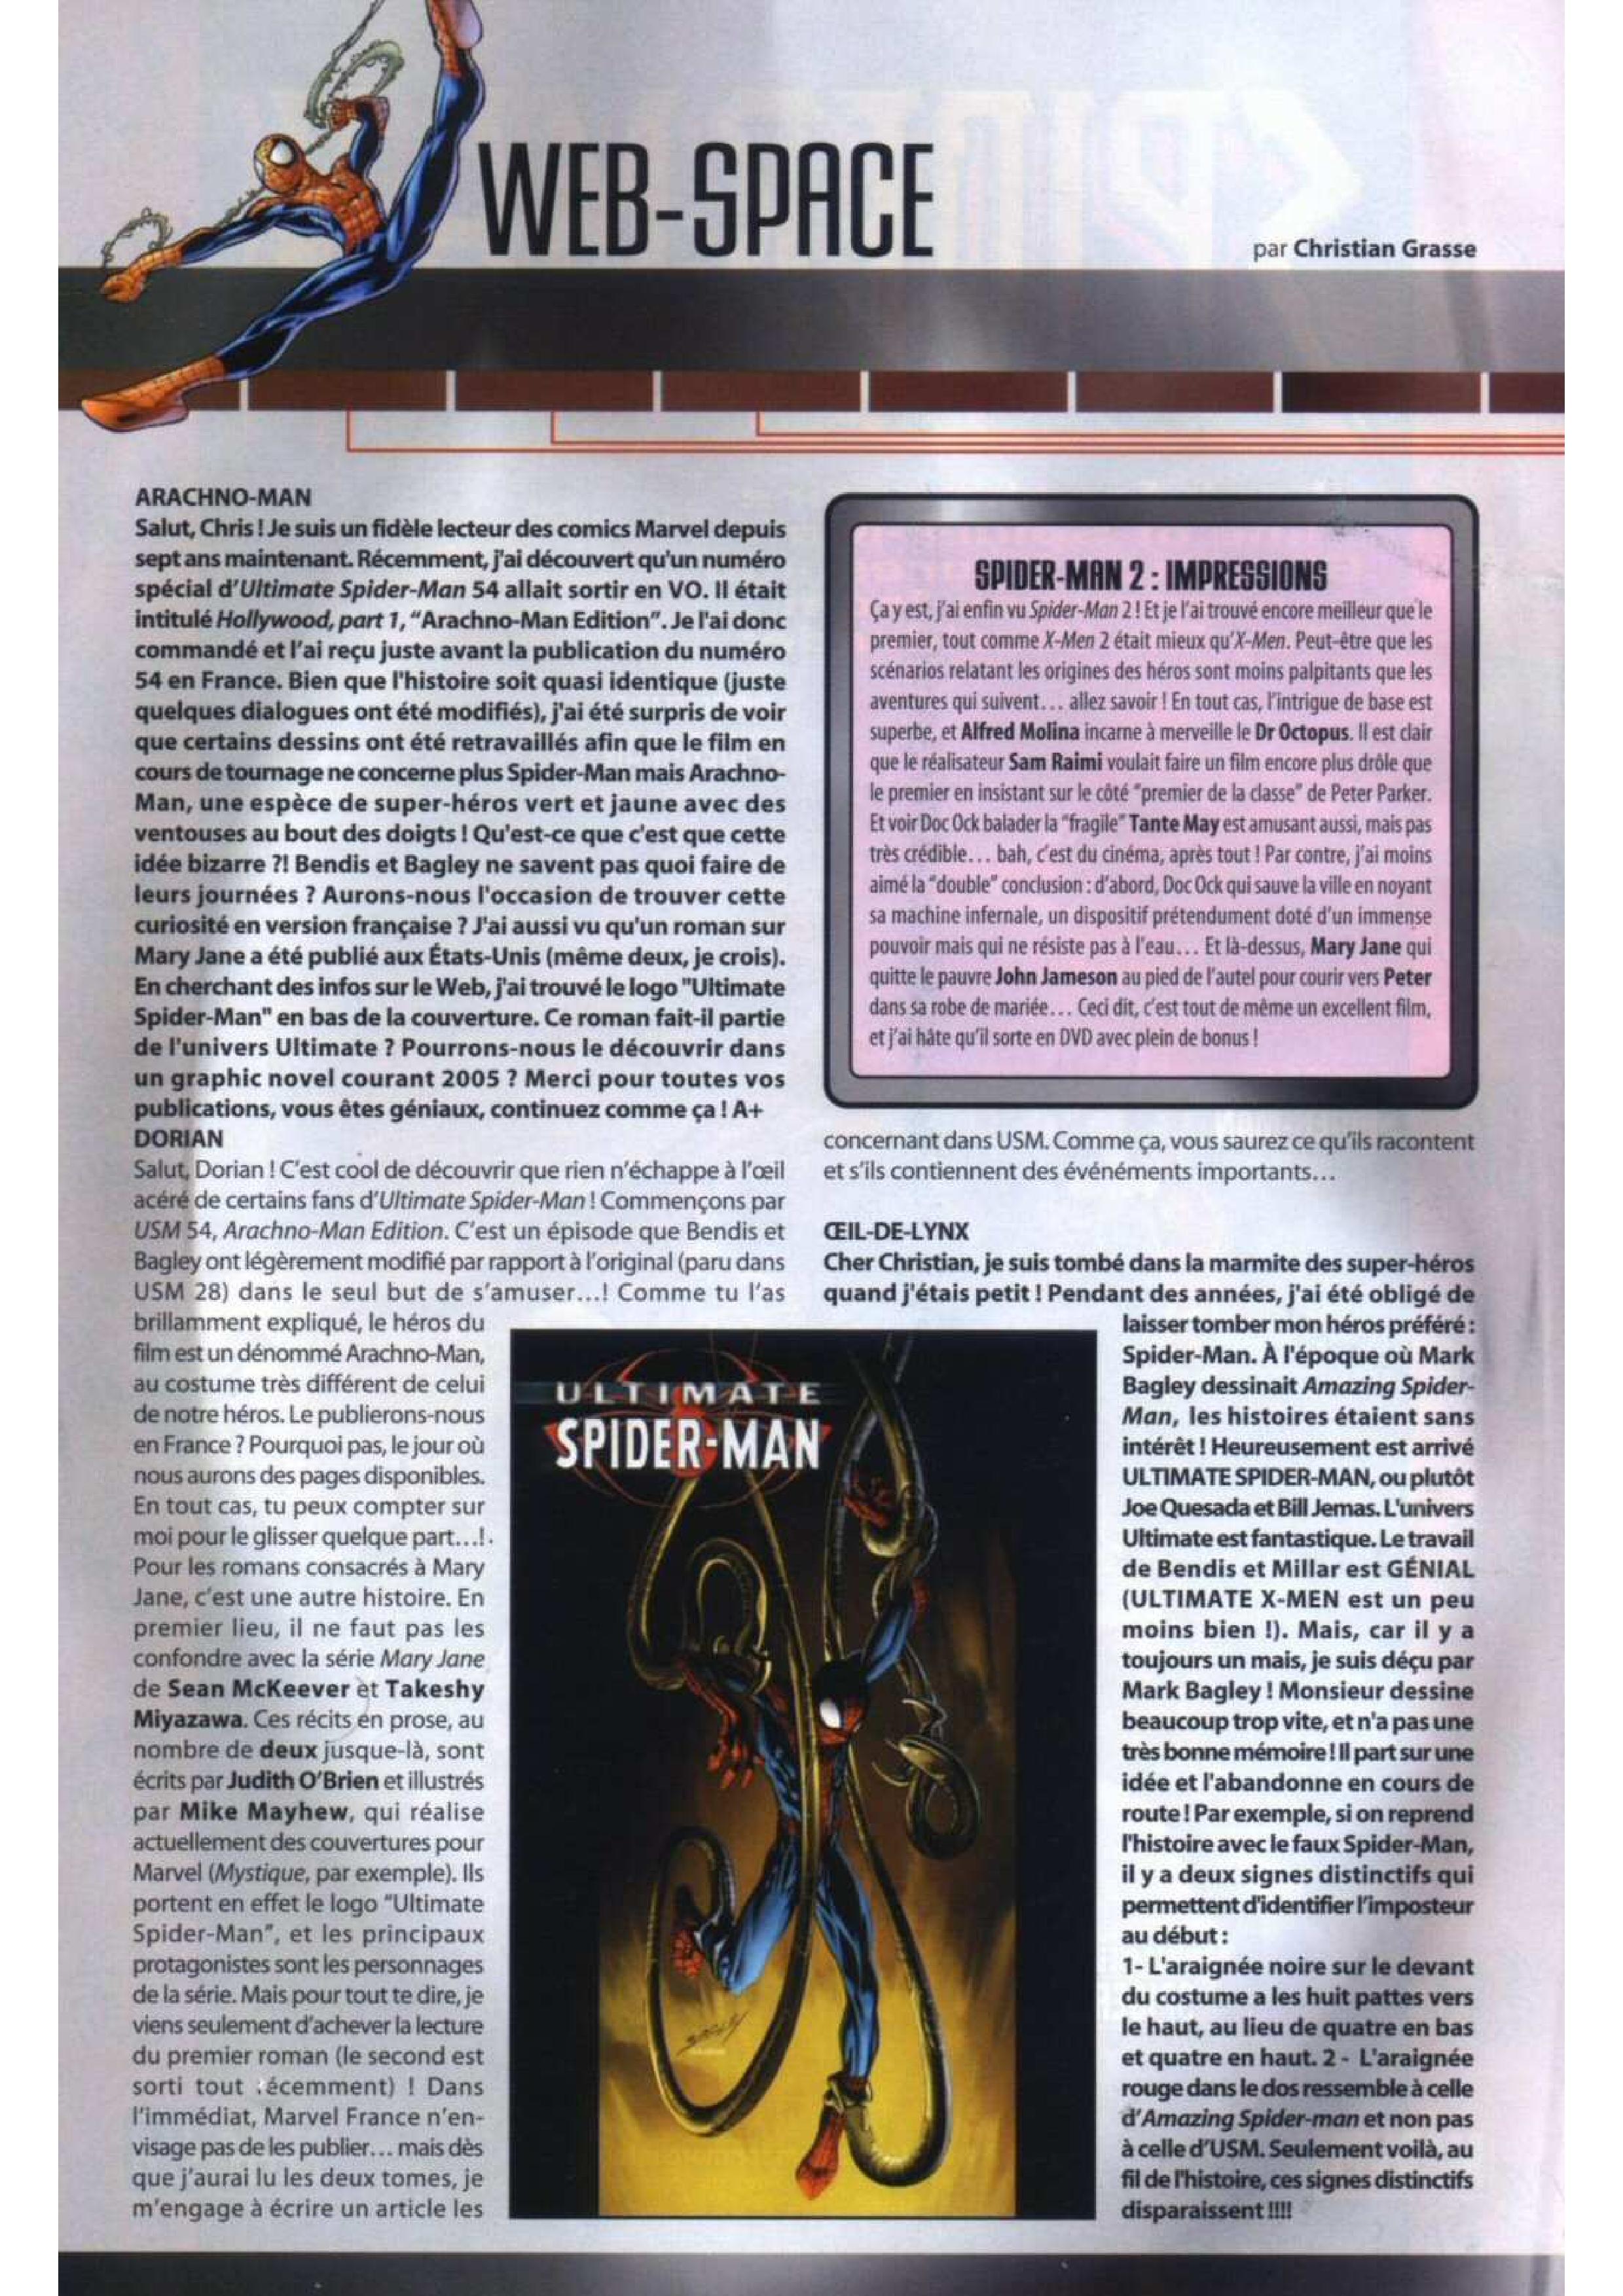 WEB-SPACE
par Christian Grasse
ARACHNO-MAN
Salut, Chris ! Je suis un fidèle lecteur des comics Marvel depuis
sept ans maintenant. Récemment, j'ai découvert qu'un numéro
spécial d'Ultimate Spider-Man 54 allait sortir en VO. Il était
intitulé Hollywood, part 1, "Arachno-Man Edition". Je l'ai donc
commandé et l'ai reçu juste avant la publication du numéro
54 en France. Bien que l'histoire soit quasi identique (juste
quelques dialogues ont été modifiés), j'ai été surpris de voir
que certains dessins ont été retravaillés afin que le film en
cours de tournage ne concerne plus Spider-Man mais Arachno-
Man, une espèce de super-héros vert et jaune avec des
ventouses au bout des doigts ! Qu'est-ce que c'est que cette
idée bizarre ?! Bendis et Bagley ne savent pas quoi faire de
leurs journées ? Aurons-nous l'occasion de trouver cette
curiosité en version française ? J'ai aussi vu qu'un roman sur
Mary Jane a été publié aux États-Unis (même deux, je crois).
En cherchant des infos sur le Web, j'ai trouvé le logo "Ultimate
Spider-Man" en bas de la couverture. Ce roman fait-il partie
de l'univers Ultimate ? Pourrons-nous le découvrir dans
un graphic novel courant 2005 ? Merci pour toutes vos
publications, vous êtes géniaux, continuez comme ça ! A+
DORIAN
Salut, Dorian ! C'est cool de découvrir que rien n'échappe à l'œil
acéré de certains fans d'Ultimate Spider-Man ! Commençons par
USM 54, Arachno-Man Edition. C'est un épisode que Bendis et
Bagley ont légèrement modifié par rapport à l'original (paru dans
USM 28) dans le seul but de s'amuser...! Comme tu l'as
brillamment expliqué, le héros du
film est un dénommé Arachno-Man,
au costume très différent de celui
de notre héros. Le publierons-nous
en France ? Pourquoi pas, le jour où
nous aurons des pages disponibles.
En tout cas, tu peux compter sur
moi pour le glisser quelque part...!
Pour les romans consacrés à Mary
Jane, c'est une autre histoire. En
premier lieu, il ne faut pas les
confondre avec la série Mary Jane
de Sean McKeever et Takeshy
Miyazawa. Ces récits en prose, au
nombre de deux jusque-là, sont
écrits par Judith O'Brien et illustrés
par Mike Mayhew, qui réalise
actuellement des couvertures pour
Marvel (Mystique, par exemple). Ils
portent en effet le logo "Ultimate
Spider-Man", et les principaux
protagonistes sont les personnages
de la série. Mais pour tout te dire, je
viens seulement d'achever la lecture
du premier roman (le second est
sorti tout récemment) ! Dans
l'immédiat, Marvel France n'en-
visage pas de les publier... mais dès
que j'aurai lu les deux tomes, je
m'engage à écrire un article les
SPIDER-MAN 2 : IMPRESSIONS
Ça y est, j'ai enfin vu Spider-Man 2 ! Et je l'ai trouvé encore meilleur que le
premier, tout comme X-Men 2 était mieux qu'X-Men. Peut-être que les
scénarios relatant les origines des héros sont moins palpitants que les
aventures qui suivent... allez savoir ! En tout cas, l'intrigue de base est
superbe, et Alfred Molina incarne à merveille le Dr Octopus. Il est clair
que le réalisateur Sam Raimi voulait faire un film encore plus drôle que
le premier en insistant sur le côté "premier de la classe" de Peter Parker.
Et voir Doc Ock balader la "fragile" Tante May est amusant aussi, mais pas
très crédible... bah, c'est du cinéma, après tout ! Par contre, j'ai moins
aimé la "double" conclusion : d'abord, Doc Ock qui sauve la ville en noyant
sa machine infernale, un dispositif prétendument doté d'un immense
pouvoir mais qui ne résiste pas à l'eau... Et là-dessus, Mary Jane qui
quitte le pauvre John Jameson au pied de l'autel pour courir vers Peter
dans sa robe de mariée... Ceci dit, c'est tout de même un excellent film,
et j'ai hâte qu'il sorte en DVD avec plein de bonus !
concernant dans USM. Comme ça, vous saurez ce qu'ils racontent
et s'ils contiennent des événéments importants...
ŒIL-DE-LYNX
Cher Christian, je suis tombé dans la marmite des super-héros
quand j'étais petit ! Pendant des années, j'ai été obligé de
laisser tomber mon héros préféré :
Spider-Man. À l'époque où Mark
Bagley dessinait Amazing Spider-
Man, les histoires étaient sans
intérêt ! Heureusement est arrivé
ULTIMATE SPIDER-MAN, ou plutôt
Joe Quesada et Bill Jemas. L'univers
Ultimate est fantastique. Le travail
de Bendis et Millar est GÉNIAL
(ULTIMATE X-MEN est un peu
moins bien !). Mais, car il y a
toujours un mais, je suis déçu par
Mark Bagley ! Monsieur dessine
beaucoup trop vite, et n'a pas une
très bonne mémoire ! Il part sur une
idée et l'abandonne en cours de
route ! Par exemple, si on reprend
l'histoire avec le faux Spider-Man,
il y a deux signes distinctifs qui
permettent d'identifier l'imposteur
au début :
1- L'araignée noire sur le devant
du costume a les huit pattes vers
le haut, au lieu de quatre en bas
et quatre en haut. 2 - L'araignée
rouge dans le dos ressemble à celle
d'Amazing Spider-man et non pas
à celle d'USM. Seulement voilà, au
fil de l'histoire, ces signes distinctifs
disparaissent !!!!
ULTIMATE
SPIDER-MAN